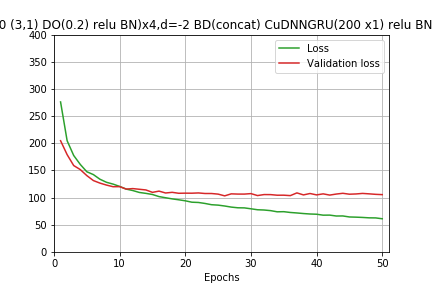 0 (3,1) DO(0.2) relu BN)x4,d=-2 BD(concat) CuDNNGRU(200 x1) relu BN
400
350
300
250
200
150
100
50
0
Loss
Validation loss
0 10 20 30 40 50
Epochs